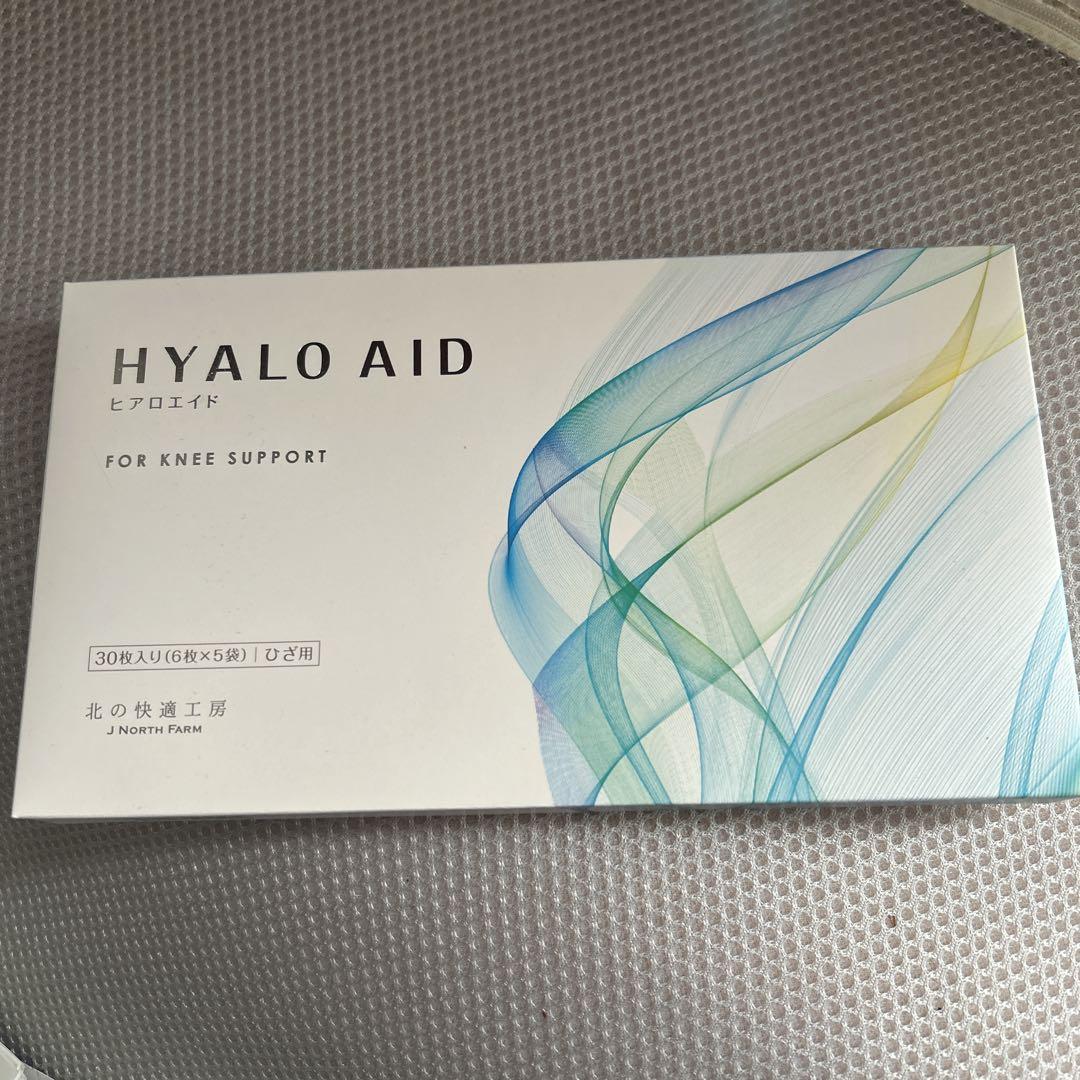 HYALO AID
ヒアロエイド
FOR KNEE SUPPORT
30枚入り(6枚×5袋)|ひざ用
北の快適工房
J NORTH FARM